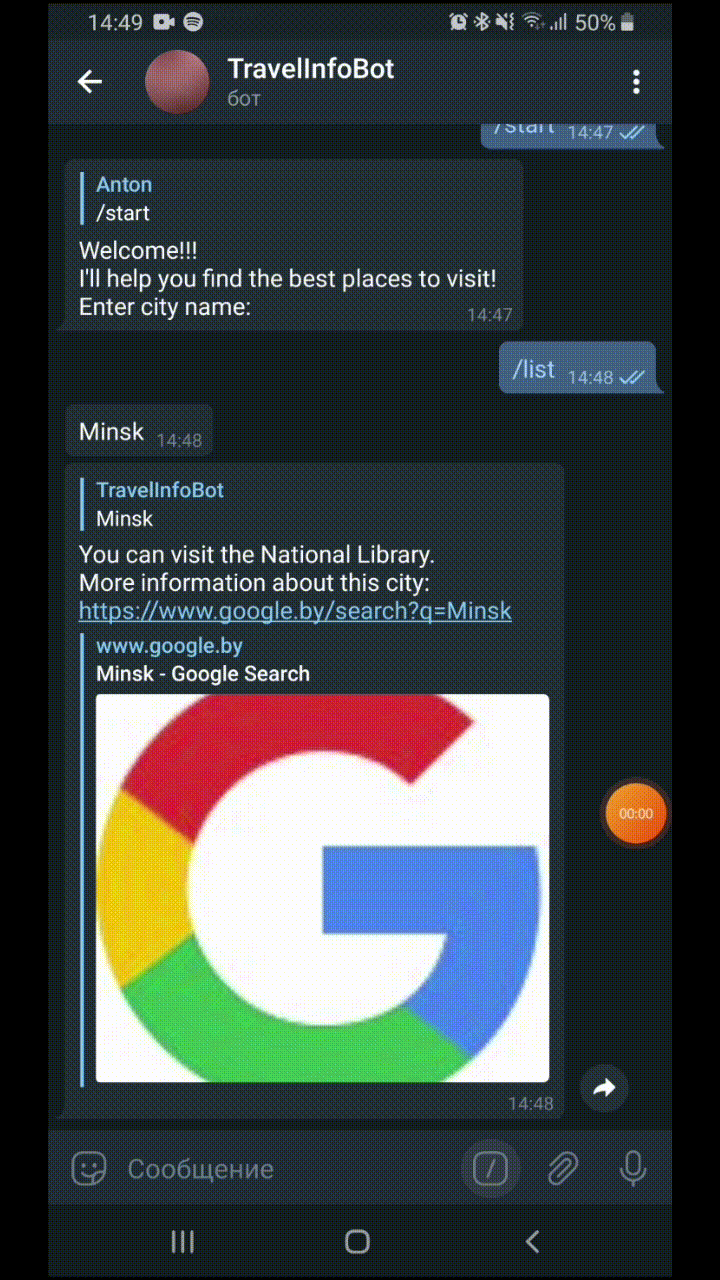 14:49
50%
TravelInfoBot
бот
/start 14:47
Anton
/start
Welcome!!!
I'll help you find the best places to visit!
Enter city name:
14:47
/list 14:48
Minsk 14:48
TravelInfoBot
Minsk
You can visit the National Library.
More information about this city:
https://www.google.by/search?q=Minsk
www.google.by
Minsk - Google Search
00:00
14:48
Сообщение